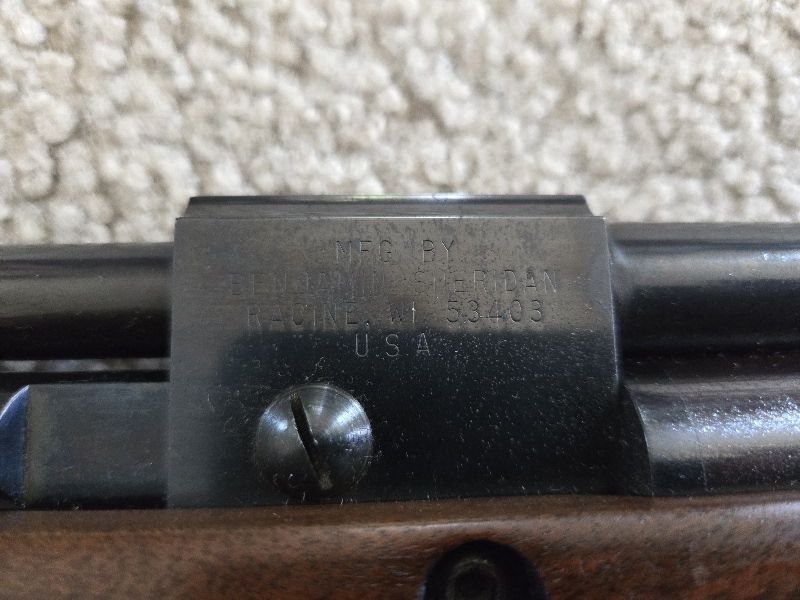 MFG BY
BENJAMIN SHERIDAN
RACINE, WI 53403
USA